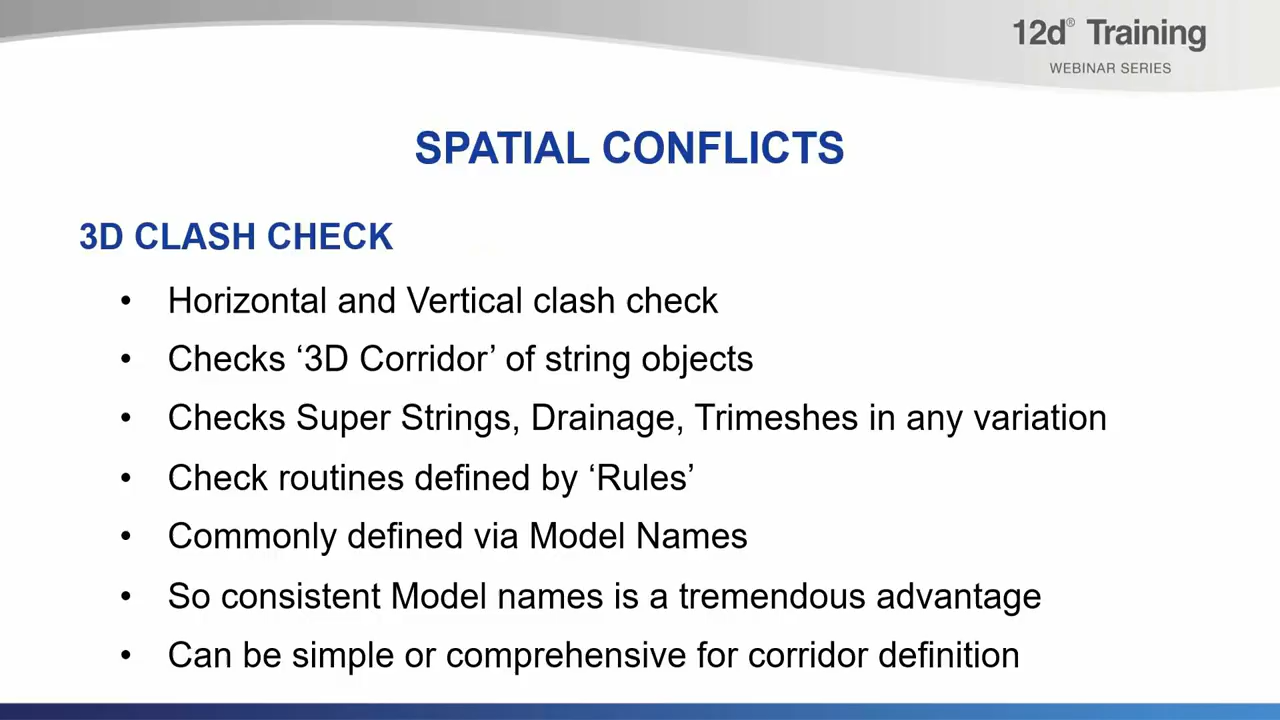 12d® Training
WEBINAR SERIES
SPATIAL CONFLICTS
3D CLASH CHECK
• Horizontal and Vertical clash check
• Checks ‘3D Corridor’ of string objects
• Checks Super Strings, Drainage, Trimeshes in any variation
• Check routines defined by ‘Rules’
• Commonly defined via Model Names
• So consistent Model names is a tremendous advantage
• Can be simple or comprehensive for corridor definition